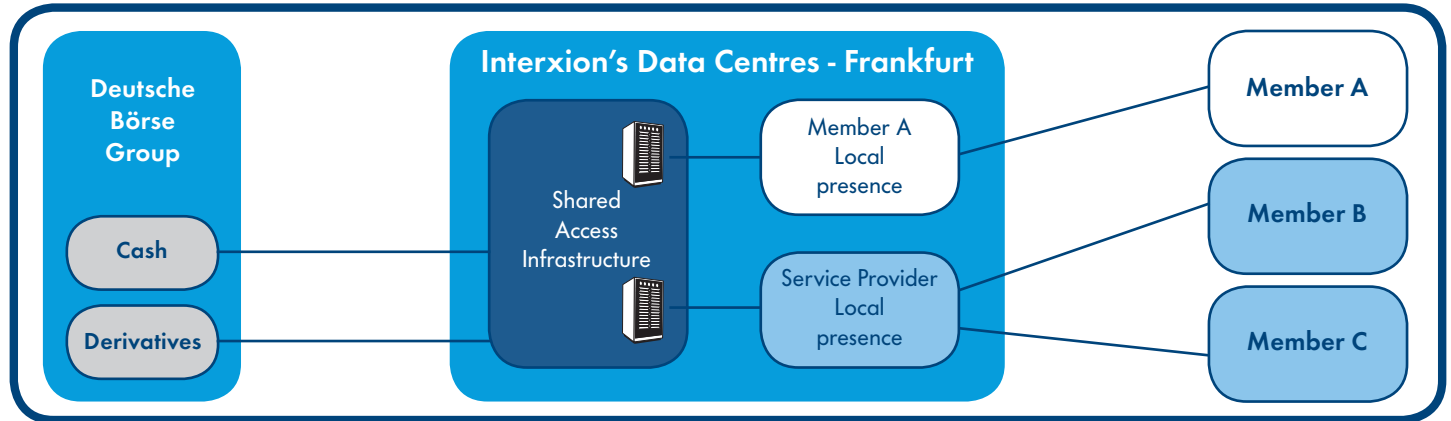 Deutsche
Börse
Group
Cash
Derivatives
Interxion's Data Centres - Frankfurt
Shared
Access
Infrastructure
Member A
Local
presence
Service Provider
Local
presence
Member A
Member B
Member C